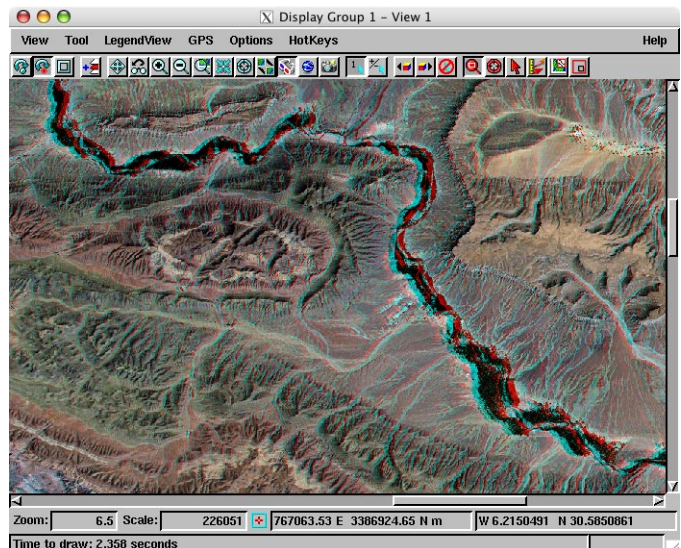 Display Group 1 - View 1
View Tool LegendView GPS Options HotKeys Help
Zoom: 6.5 Scale: 226051 767063.53 E 3386924.65 N m W 6.2150491 N 30.5850861
Time to draw: 2.358 seconds